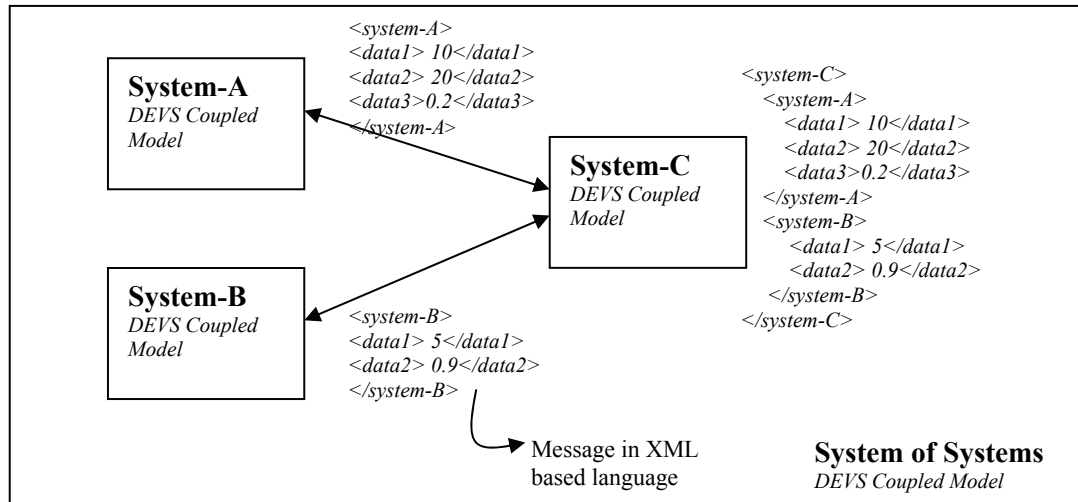 System-A
DEVS Coupled
Model
<system-A>
<data1> 10</data1>
<data2> 20</data2>
<data3>0.2</data3>
</system-A>
System-C
DEVS Coupled
Model
<system-C>
<system-A>
<data1> 10</data1>
<data2> 20</data2>
<data3>0.2</data3>
</system-A>
<system-B>
<data1> 5</data1>
<data2> 0.9</data2>
</system-B>
</system-C>
System-B
DEVS Coupled
Model
<system-B>
<data1> 5</data1>
<data2> 0.9</data2>
</system-B>
Message in XML
based language
System of Systems
DEVS Coupled Model